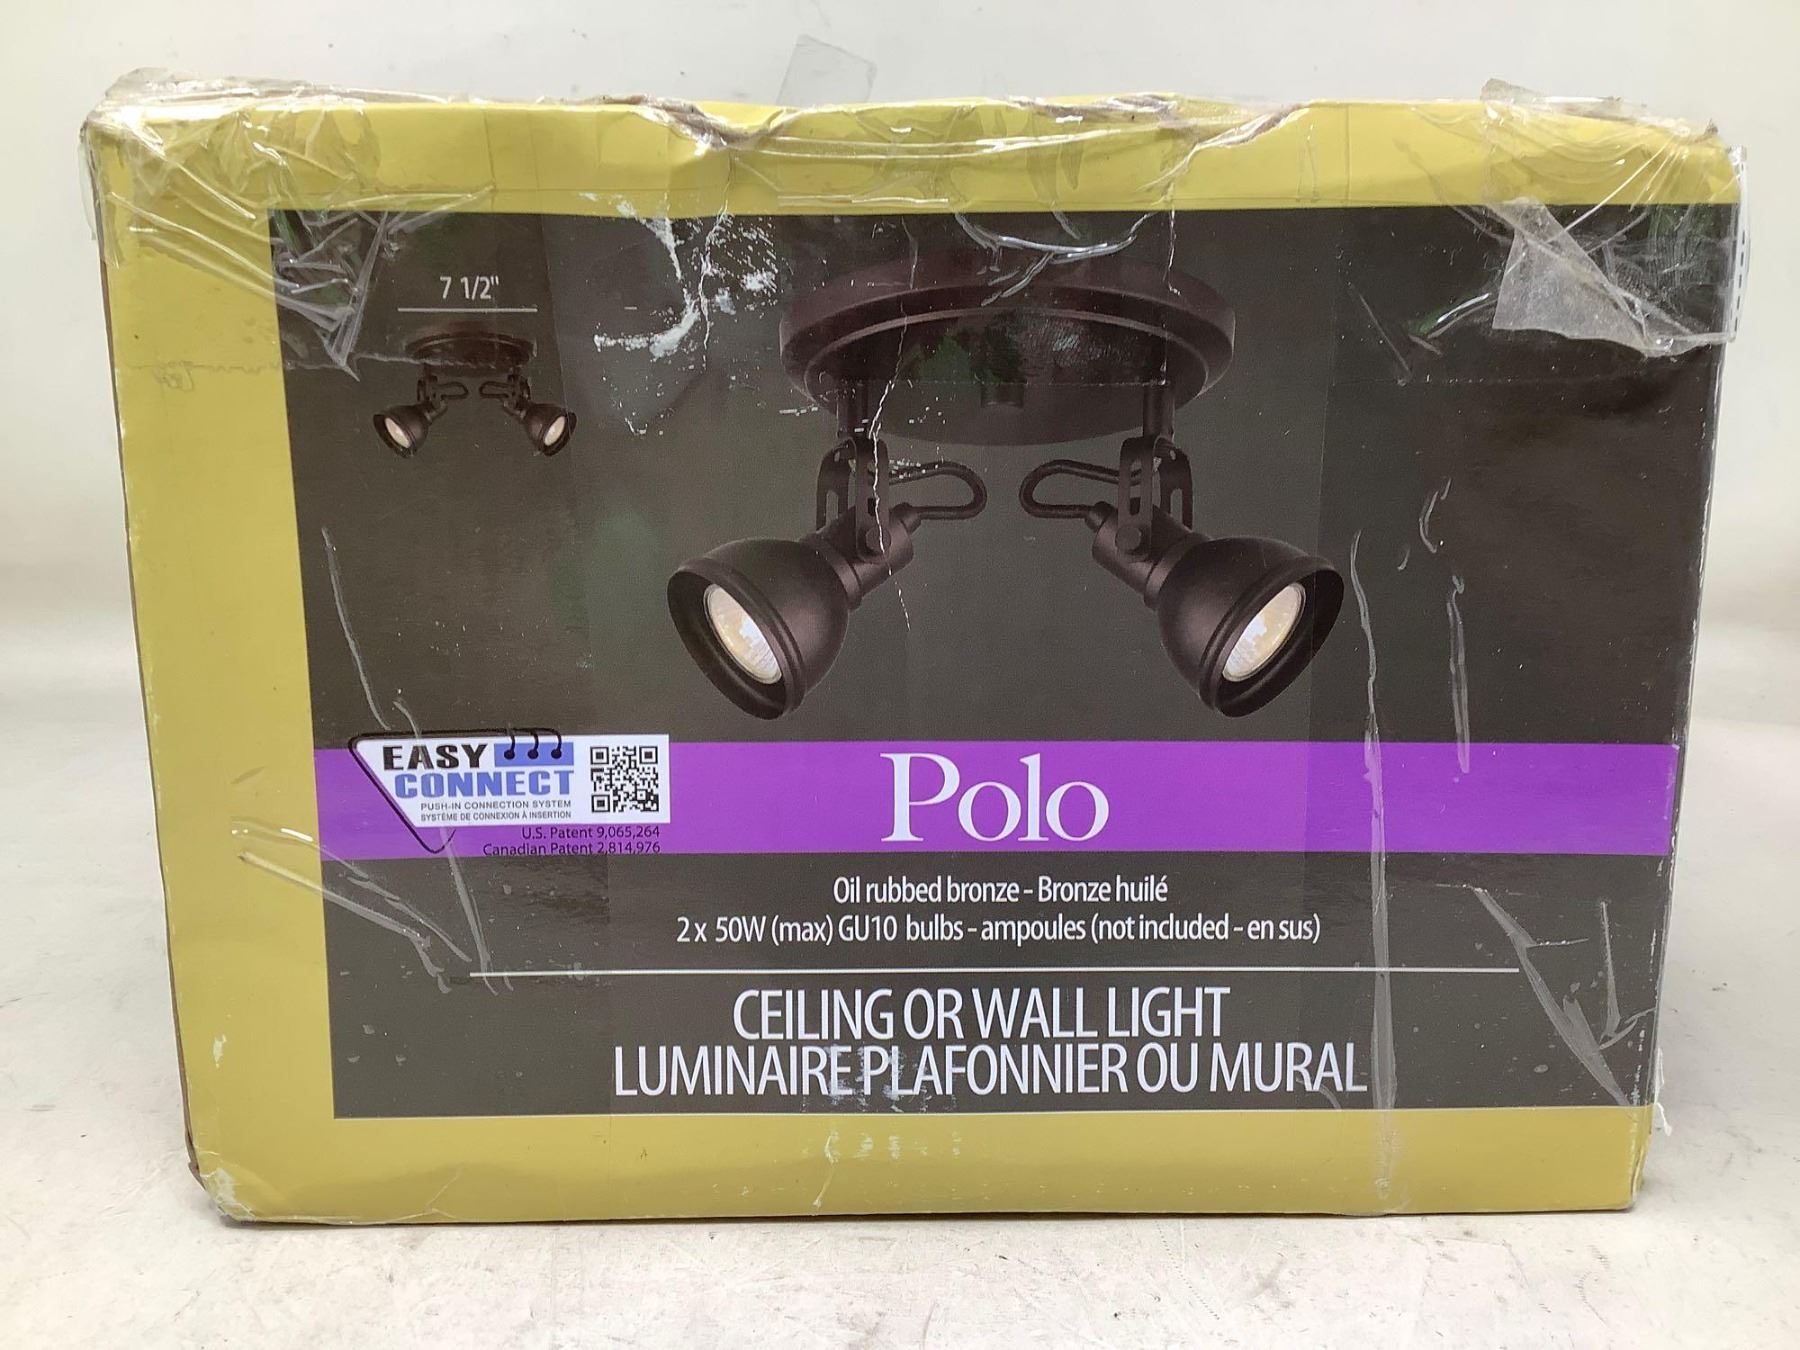 7 1/2"
EASY
CONNECT
PUSH-IN CONNECTION SYSTEM
SYSTÈME DE CONNEXION À INSERTION
U.S. Patent 9,065,264
Canadian Patent 2,814,976
Polo
Oil rubbed bronze - Bronze huilé
2 x 50W (max) GU10 bulbs - ampoules (not included - en sus)
CEILING OR WALL LIGHT
LUMINAIRE PLAFONNIER OU MURAL